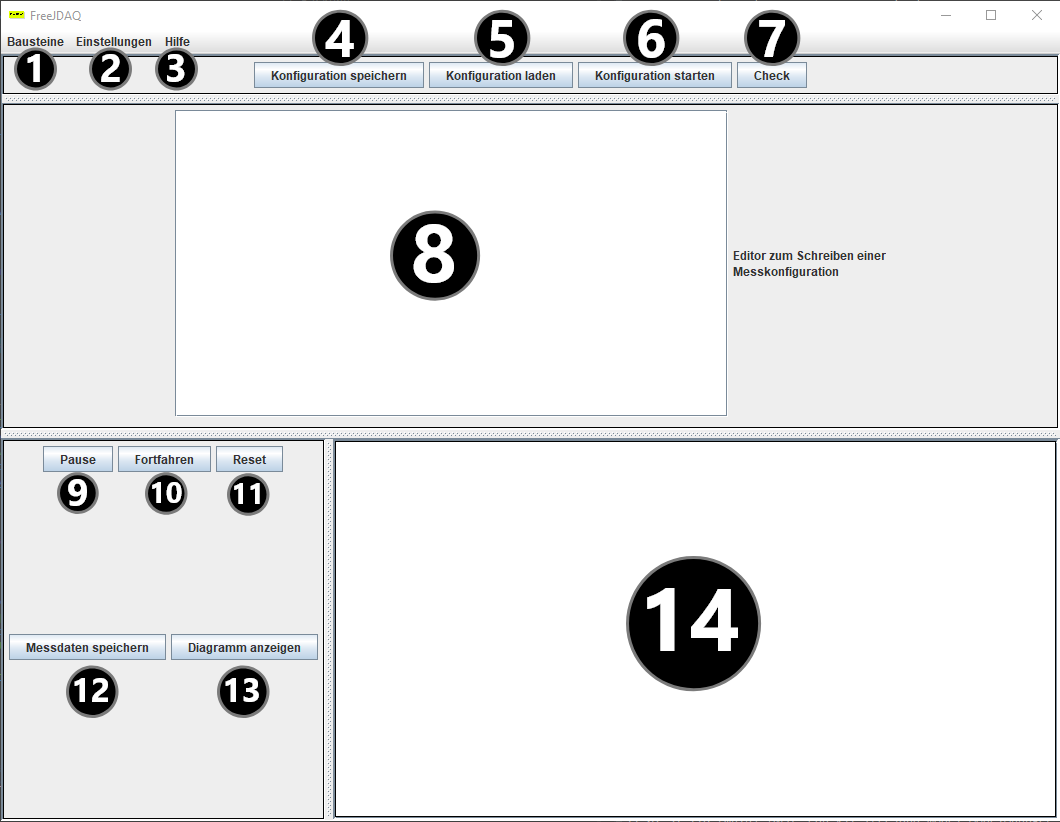 FreeJDAQ
Bausteine Einstellungen Hilfe
1 2 3
4 5 6 7
Konfiguration speichern Konfiguration laden Konfiguration starten Check
8
Editor zum Schreiben einer
Messkonfiguration
Pause Fortfahren Reset
9 10 11
Messdaten speichern Diagramm anzeigen
12 13
14